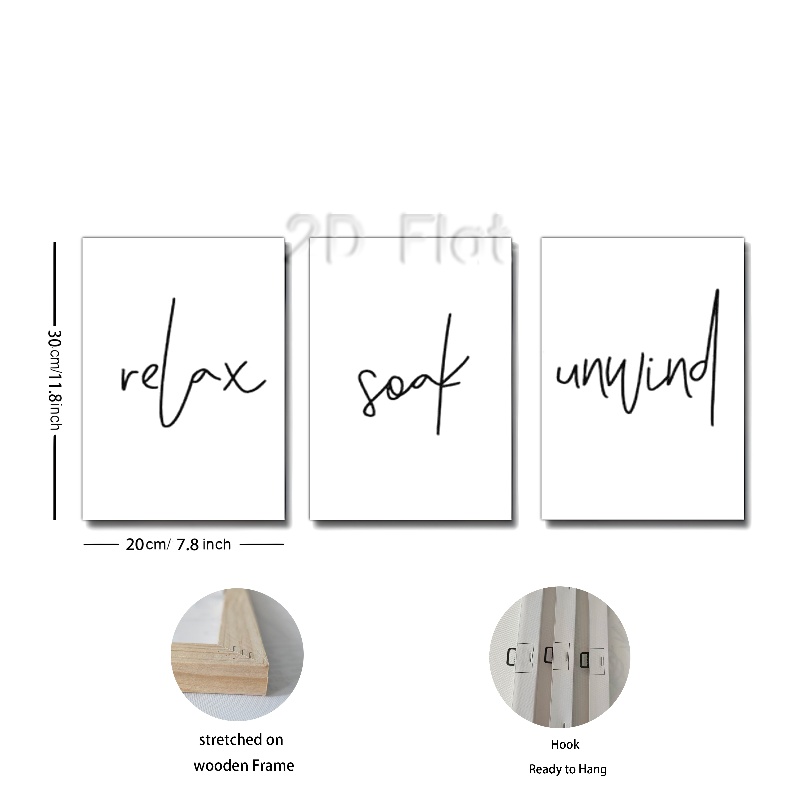 2D Flat
relax
soak
unwind
30cm/11.8inch
20cm/ 7.8 inch
stretched on
wooden Frame
Hook
Ready to Hang